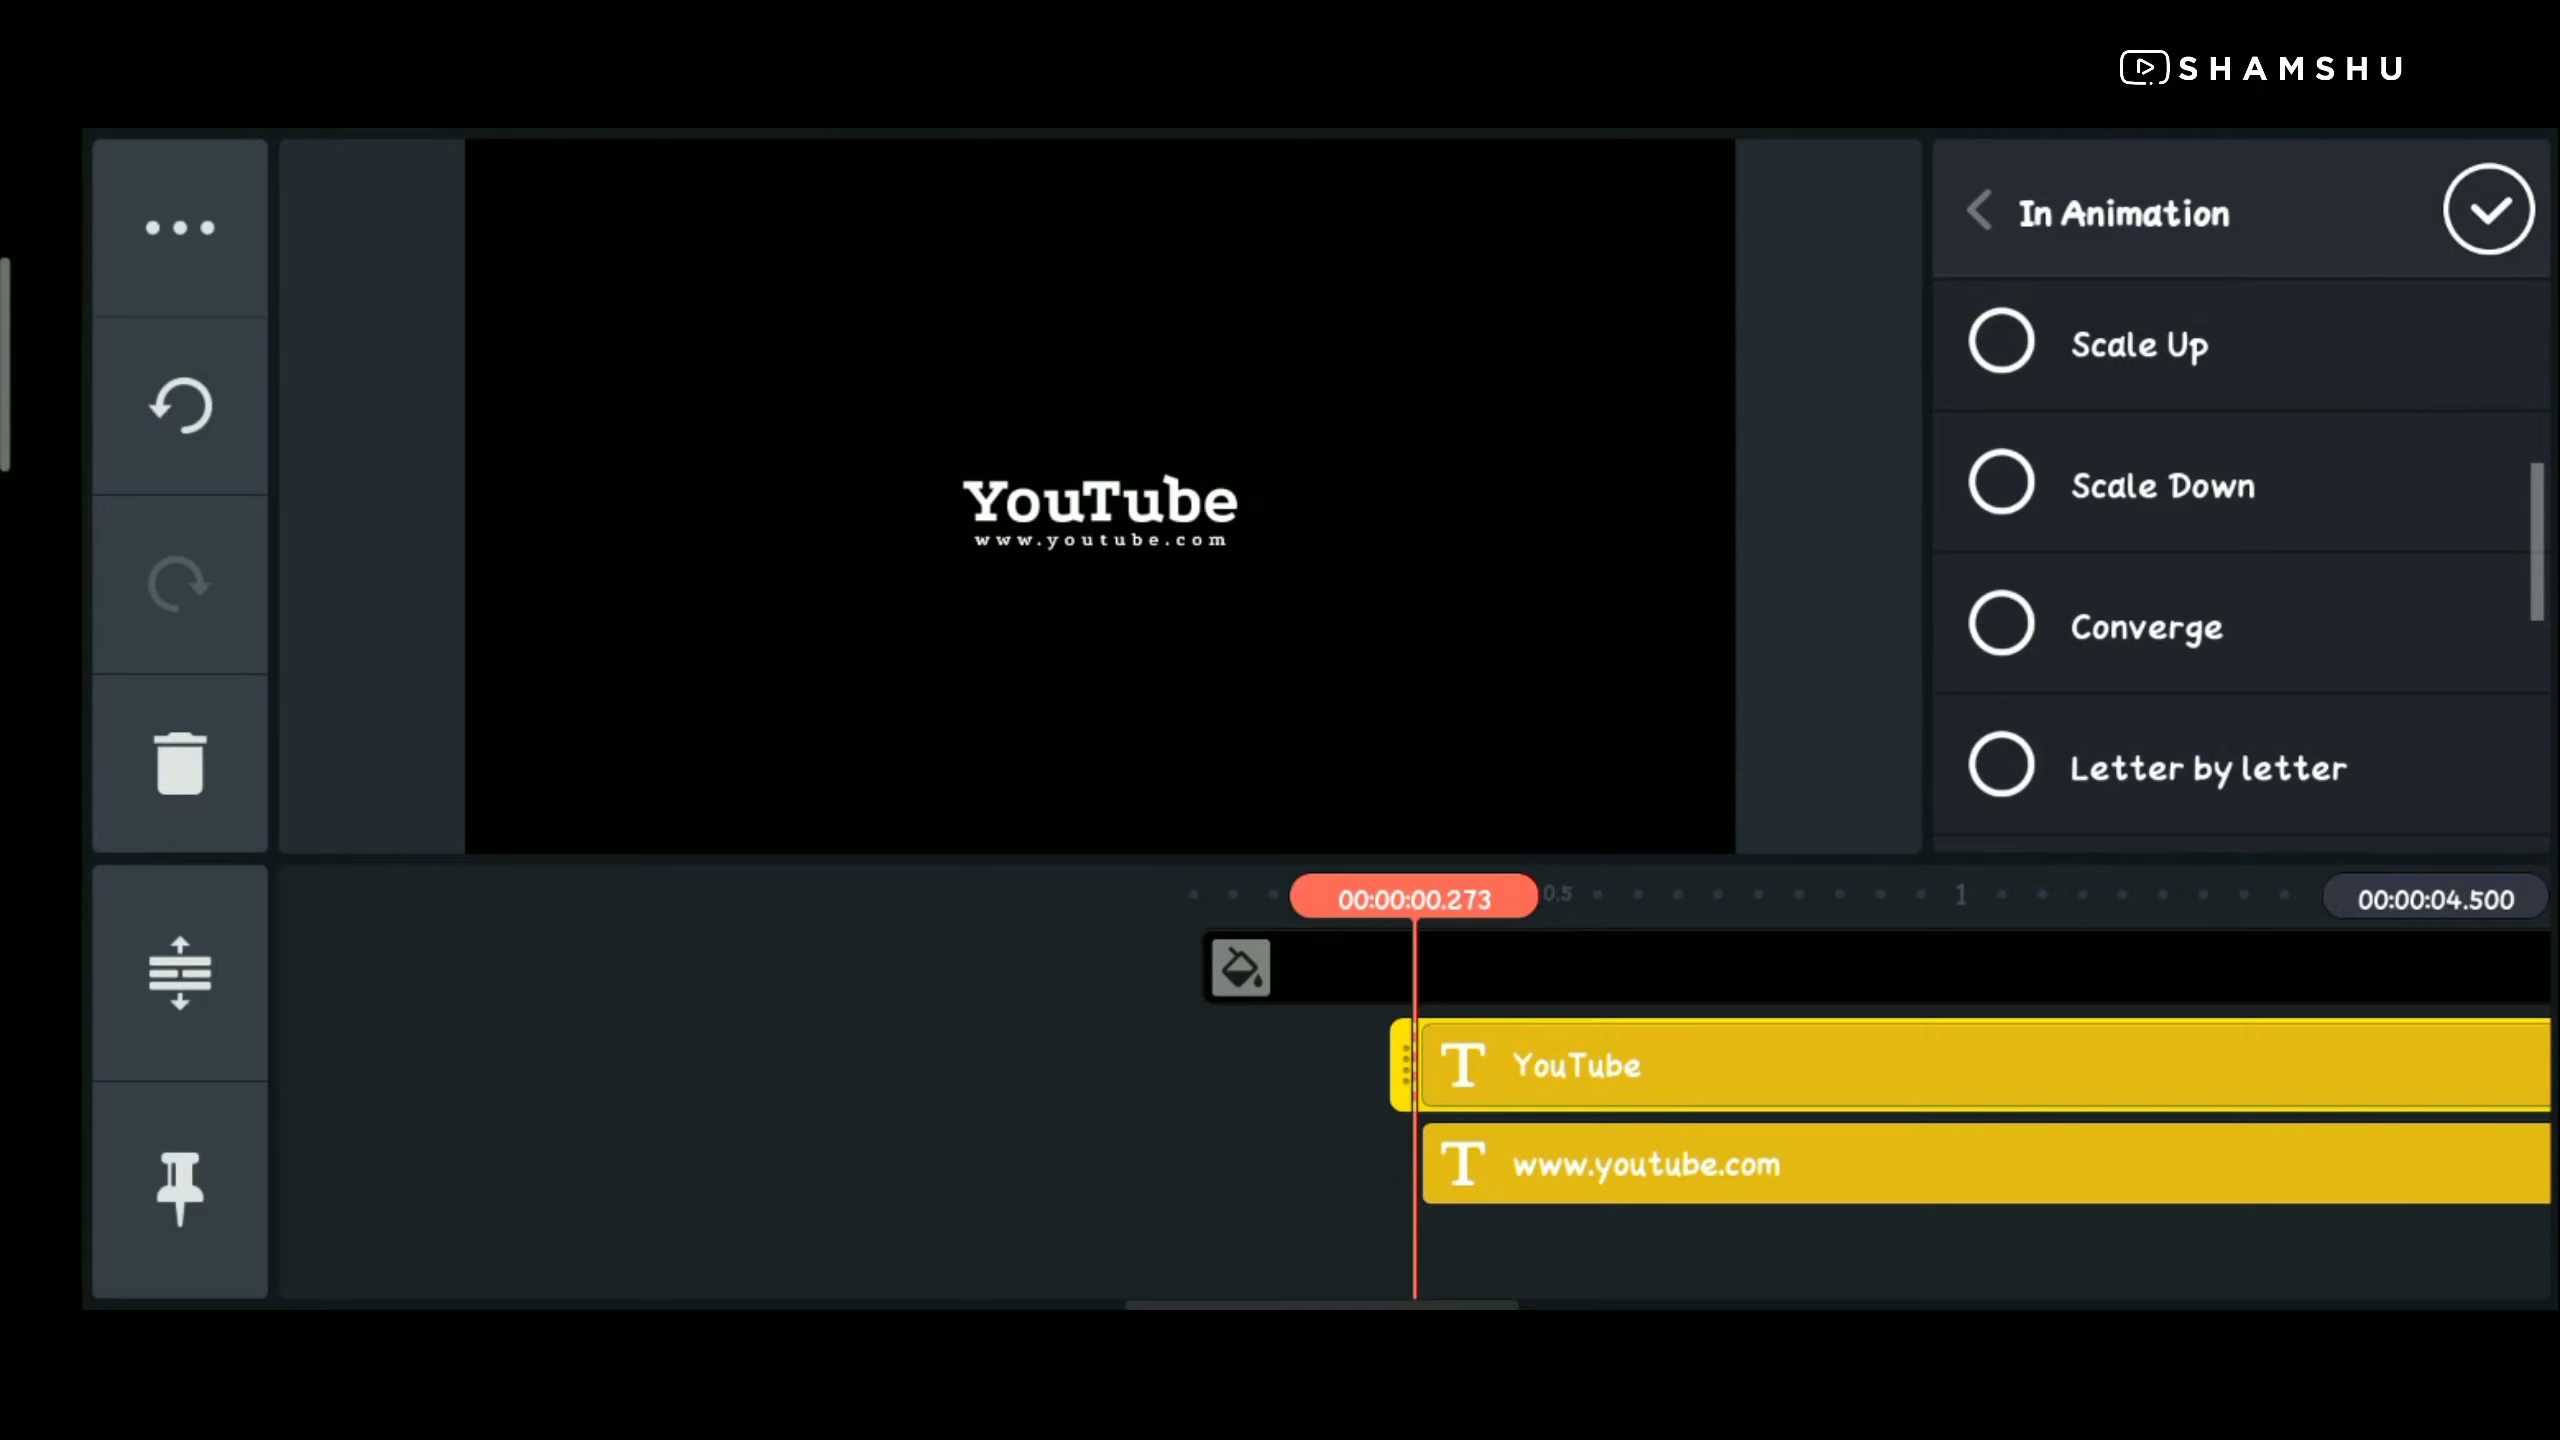 SHAMSHU
In Animation
Scale Up
Scale Down
Converge
Letter by letter
YouTube
www.youtube.com
00:00:00.273
0.5
1
00:00:04.500
T YouTube
T www.youtube.com